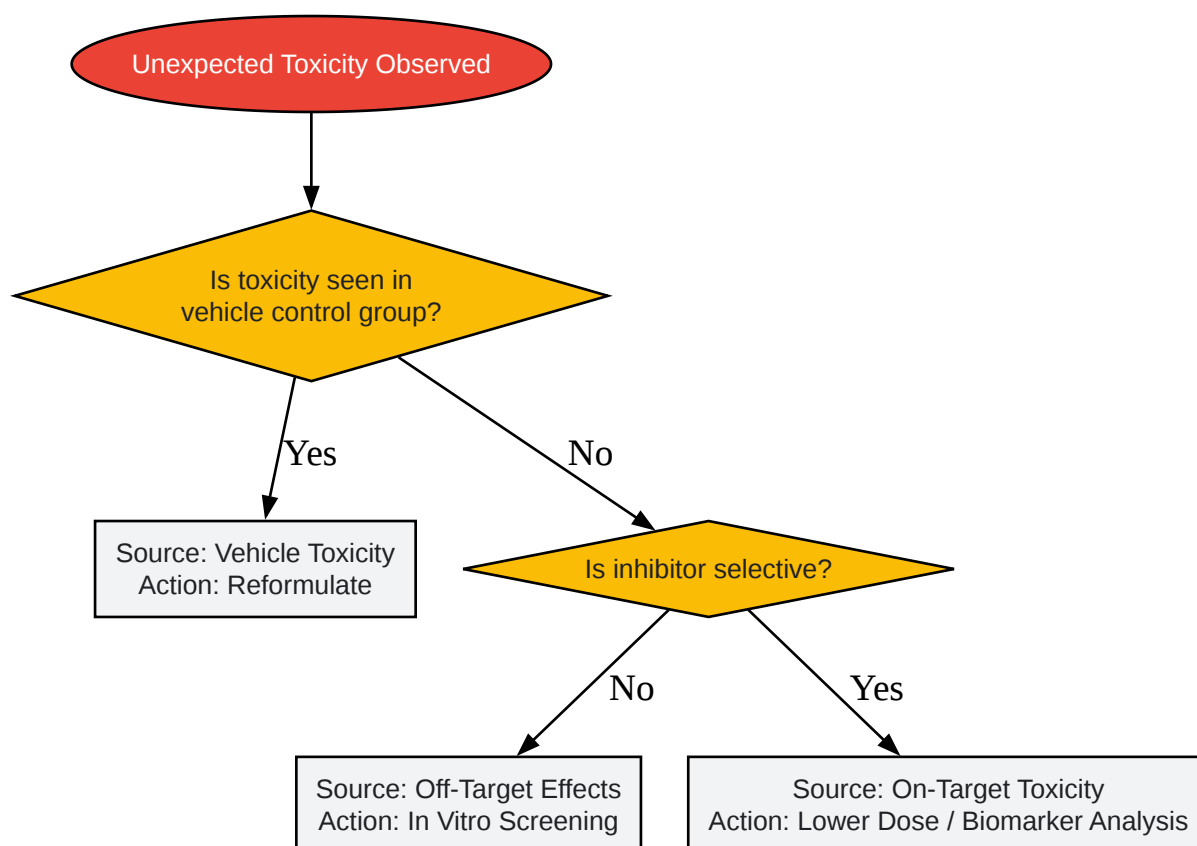 Unexpected Toxicity Observed
Is toxicity seen in
vehicle control group?
Yes
No
Source: Vehicle Toxicity
Action: Reformulate
Is inhibitor selective?
No
Yes
Source: Off-Target Effects
Action: In Vitro Screening
Source: On-Target Toxicity
Action: Lower Dose / Biomarker Analysis